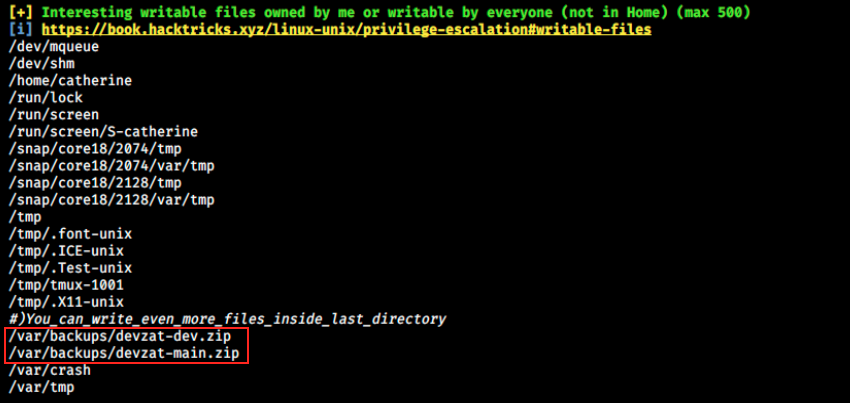 [+] Interesting writable files owned by me or writable by everyone (not in Home) (max 500)
[i] https://book.hacktricks.xyz/linux-unix/privilege-escalation#writable-files
/dev/mqueue
/dev/shm
/home/catherine
/run/lock
/run/screen
/run/screen/S-catherine
/snap/core18/2074/tmp
/snap/core18/2074/var/tmp
/snap/core18/2128/tmp
/snap/core18/2128/var/tmp
/tmp
/tmp/.font-unix
/tmp/.ICE-unix
/tmp/.Test-unix
/tmp/tmux-1001
/tmp/.X11-unix
#)You_can_write_even_more_files_inside_last_directory
/var/backups/devzat-dev.zip
/var/backups/devzat-main.zip
/var/crash
/var/tmp